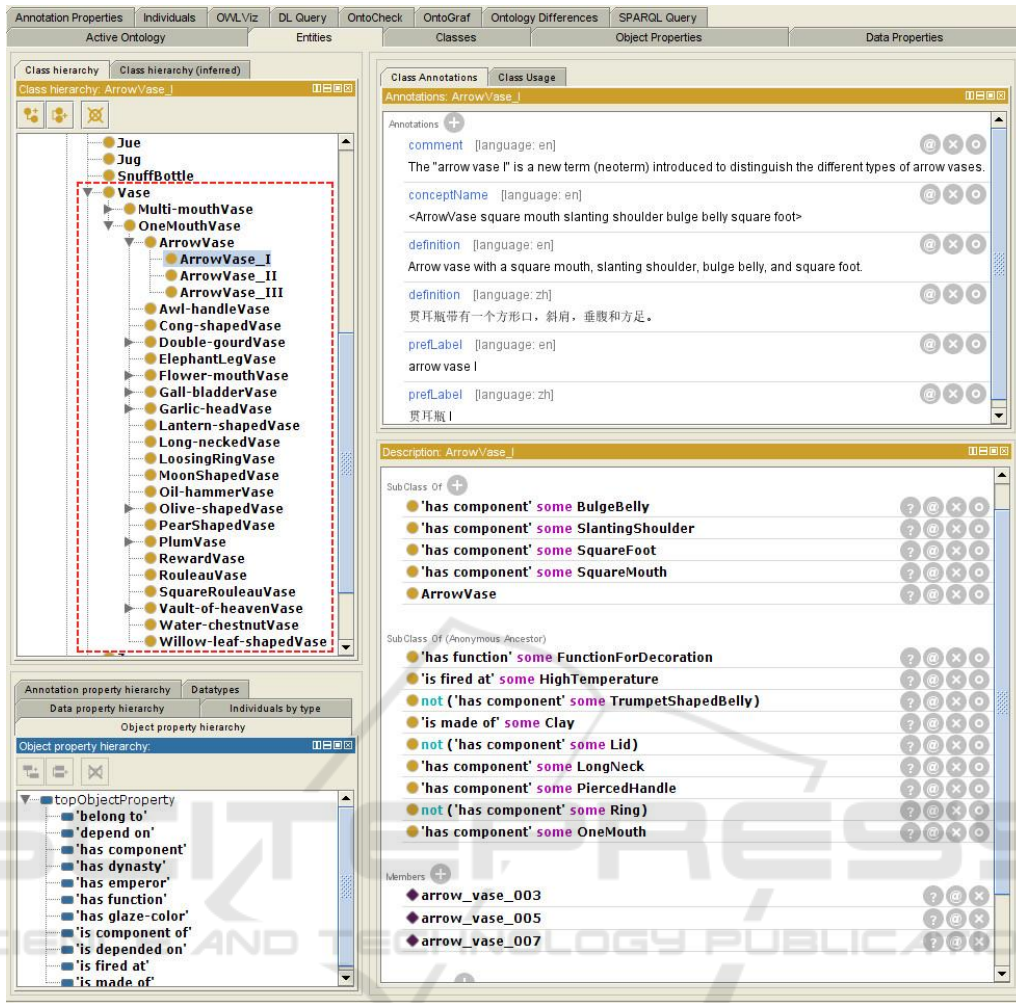 Annotation Properties Individuals OWLViz DL Query OntoCheck OntoGraf Ontology Differences SPARQL Query
Active Ontology Entities Classes Object Properties Data Properties
Class hierarchy Class hierarchy (inferred)
Class hierarchy: ArrowVase_I
Jue
Jug
SnuffBottle
Vase
Multi-mouthVase
OneMouthVase
ArrowVase
ArrowVase_I
ArrowVase_II
ArrowVase_III
Awl-handleVase
Cong-shapedVase
Double-gourdVase
ElephantLegVase
Flower-mouthVase
Gall-bladderVase
Garlic-headVase
Lantern-shapedVase
Long-neckedVase
LoosingRingVase
MoonShapedVase
Oil-hammerVase
Olive-shapedVase
PearShapedVase
PlumVase
RewardVase
RouleauVase
SquareRouleauVase
Vault-of-heavenVase
Water-chestnutVase
Willow-leaf-shapedVase
Annotation property hierarchy Datatypes
Data property hierarchy Individuals by type
Object property hierarchy
Object property hierarchy:
topObjectProperty
'belong to'
'depend on'
'has component'
'has dynasty'
'has emperor'
'has function'
'has glaze-color'
'is component of'
'is depended on'
'is fired at'
'is made of'
Class Annotations Class Usage
Annotations: ArrowVase_I
Annotations
comment [language: en]
The "arrow vase I" is a new term (neoterm) introduced to distinguish the different types of arrow vases.
conceptName [language: en]
<ArrowVase square mouth slanting shoulder bulge belly square foot>
definition [language: en]
Arrow vase with a square mouth, slanting shoulder, bulge belly, and square foot.
definition [language: zh]
贯耳瓶带有一个方形口，斜肩，垂腹和方足。
prefLabel [language: en]
arrow vase I
prefLabel [language: zh]
贯耳瓶 I
Description: ArrowVase_I
SubClass Of
'has component' some BulgeBelly
'has component' some SlantingShoulder
'has component' some SquareFoot
'has component' some SquareMouth
ArrowVase
SubClass Of (Anonymous Ancestor)
'has function' some FunctionForDecoration
'is fired at' some HighTemperature
not ('has component' some TrumpetShapedBelly)
'is made of' some Clay
not ('has component' some Lid)
'has component' some LongNeck
'has component' some PiercedHandle
not ('has component' some Ring)
'has component' some OneMouth
Members
arrow_vase_003
arrow_vase_005
arrow_vase_007